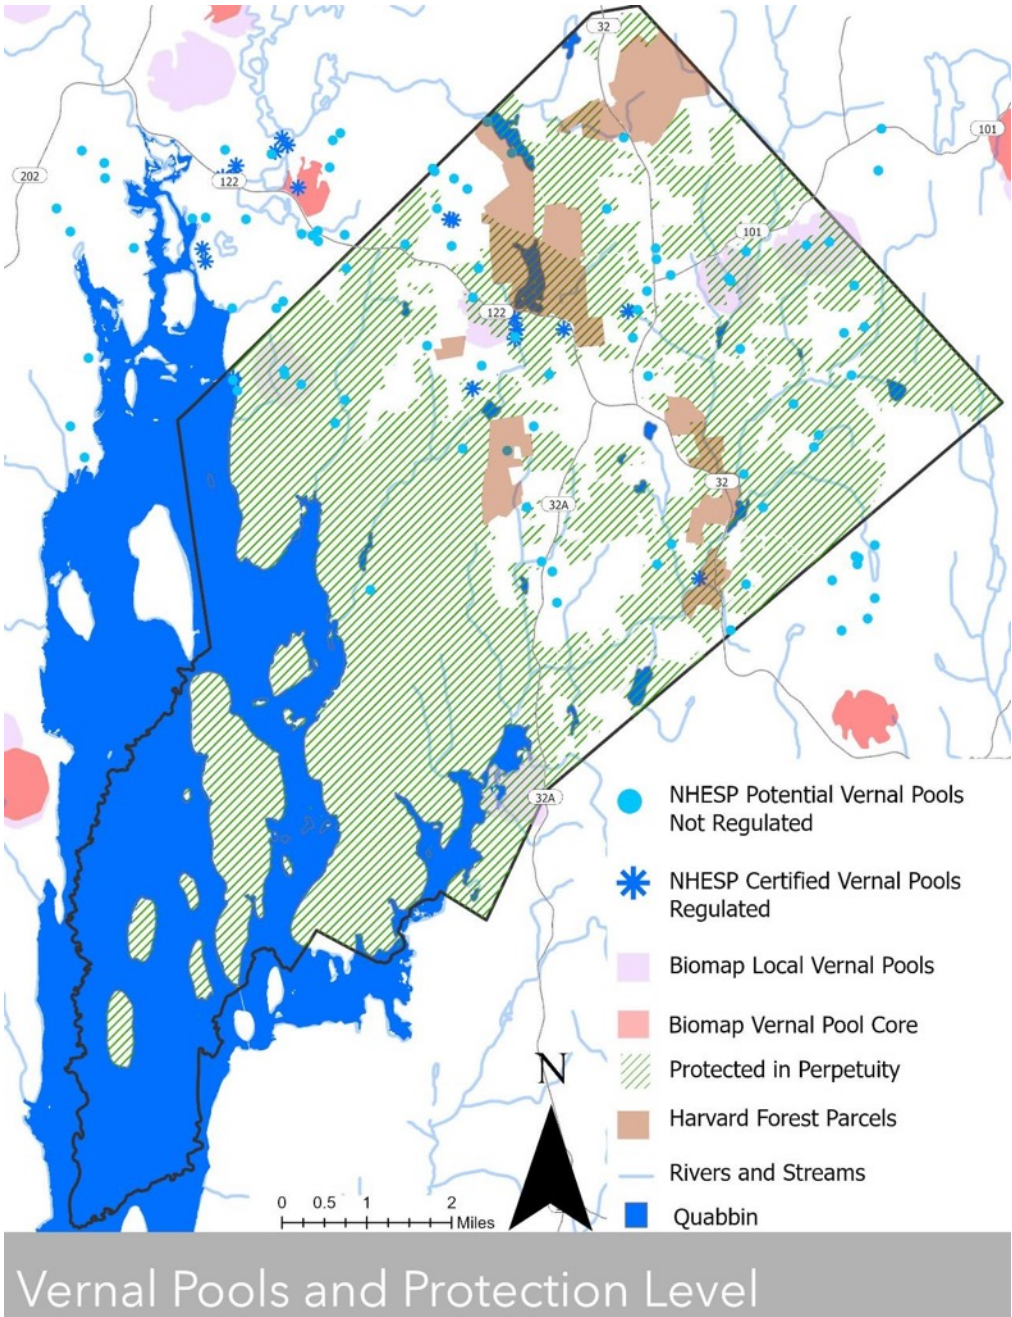 32
101
202
122
101
122
32
32A
32A
NHESP Potential Vernal Pools
Not Regulated
NHESP Certified Vernal Pools
Regulated
Biomap Local Vernal Pools
Biomap Vernal Pool Core
Protected in Perpetuity
Harvard Forest Parcels
Rivers and Streams
Quabbin
N
0 0.5 1 2
Miles
Vernal Pools and Protection Level